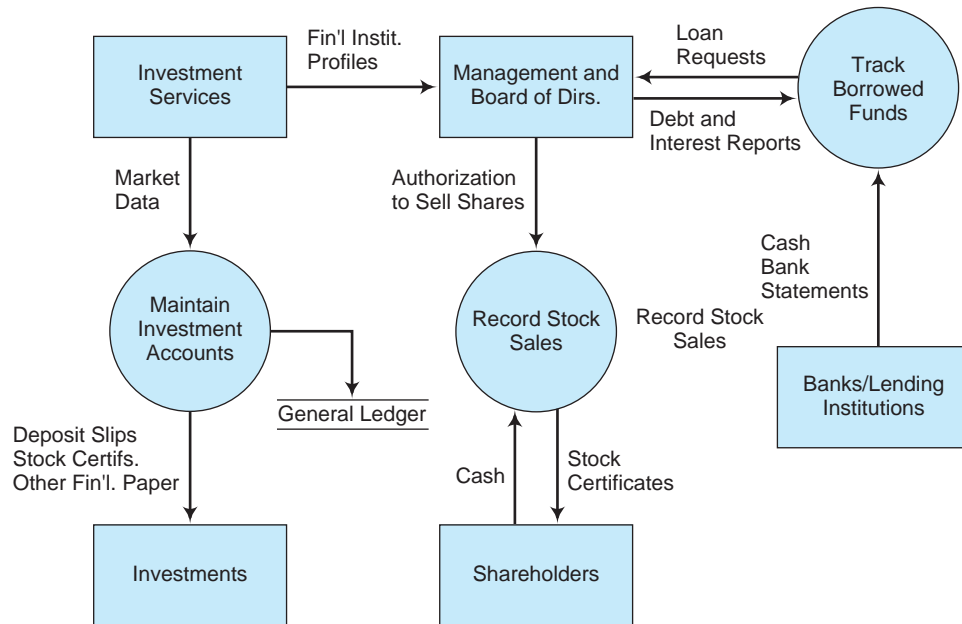 Fin'l Instit.
Profiles
Investment
Services
Management and
Board of Dirs.
Loan
Requests
Track
Borrowed
Funds
Debt and
Interest Reports
Market
Data
Authorization
to Sell Shares
Cash
Bank
Statements
Maintain
Investment
Accounts
Record Stock
Sales
Record Stock
Sales
Banks/Lending
Institutions
General Ledger
Deposit Slips
Stock Certifs.
Other Fin'l. Paper
Cash
Stock
Certificates
Investments
Shareholders